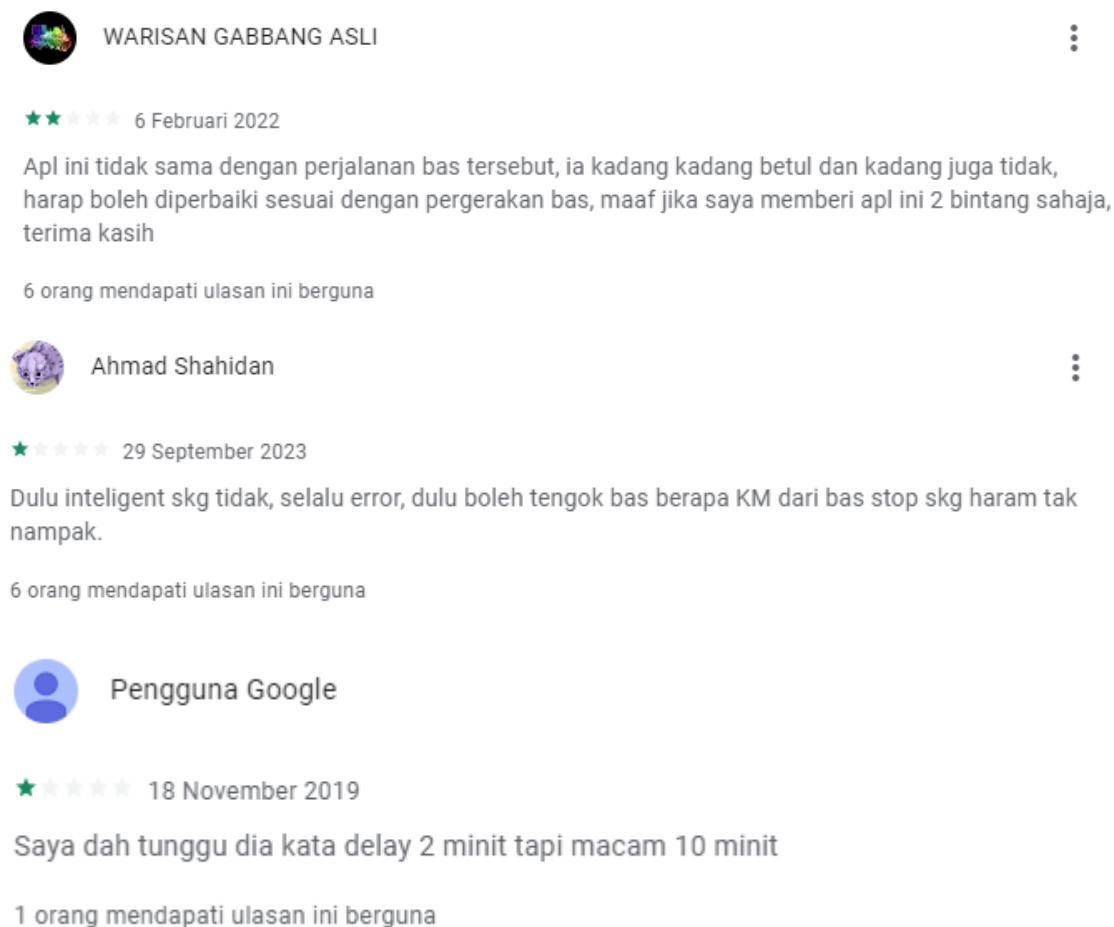 WARISAN GABBANG ASLI
6 Februari 2022
Apl ini tidak sama dengan perjalanan bas tersebut, ia kadang kadang betul dan kadang juga tidak,
harap boleh diperbaiki sesuai dengan pergerakan bas, maaf jika saya memberi apl ini 2 bintang sahaja,
terima kasih
6 orang mendapati ulasan ini berguna
Ahmad Shahidan
29 September 2023
Dulu inteligent skg tidak, selalu error, dulu boleh tengok bas berapa KM dari bas stop skg haram tak
nampak.
6 orang mendapati ulasan ini berguna
Pengguna Google
18 November 2019
Saya dah tunggu dia kata delay 2 minit tapi macam 10 minit
1 orang mendapati ulasan ini berguna